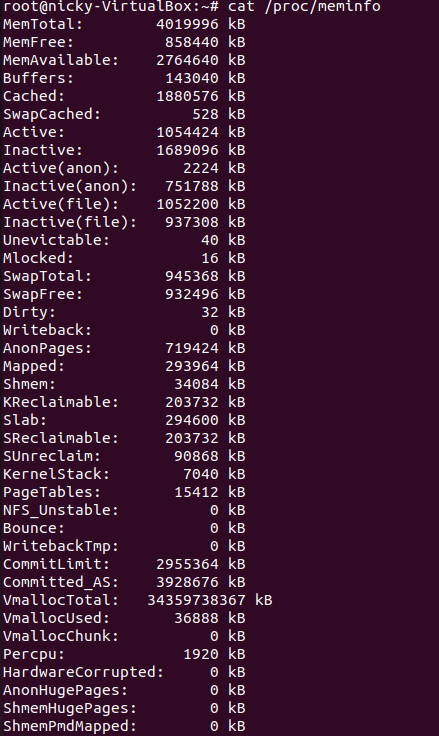 root@nicky-VirtualBox:~# cat /proc/meminfo
MemTotal:        4019996 kB
MemFree:          858440 kB
MemAvailable:    2764640 kB
Buffers:          143040 kB
Cached:          1880576 kB
SwapCached:          528 kB
Active:          1054424 kB
Inactive:        1689096 kB
Active(anon):       2224 kB
Inactive(anon):   751788 kB
Active(file):    1052200 kB
Inactive(file):   937308 kB
Unevictable:          40 kB
Mlocked:              16 kB
SwapTotal:        945368 kB
SwapFree:         932496 kB
Dirty:                32 kB
Writeback:             0 kB
AnonPages:        719424 kB
Mapped:           293964 kB
Shmem:             34084 kB
KReclaimable:     203732 kB
Slab:             294600 kB
SReclaimable:     203732 kB
SUnreclaim:        90868 kB
KernelStack:        7040 kB
PageTables:        15412 kB
NFS_Unstable:          0 kB
Bounce:                0 kB
WritebackTmp:          0 kB
CommitLimit:     2955364 kB
Committed_AS:    3928676 kB
VmallocTotal:   34359738367 kB
VmallocUsed:       36888 kB
VmallocChunk:          0 kB
Percpu:             1920 kB
HardwareCorrupted:     0 kB
AnonHugePages:         0 kB
ShmemHugePages:        0 kB
ShmemPmdMapped:        0 kB